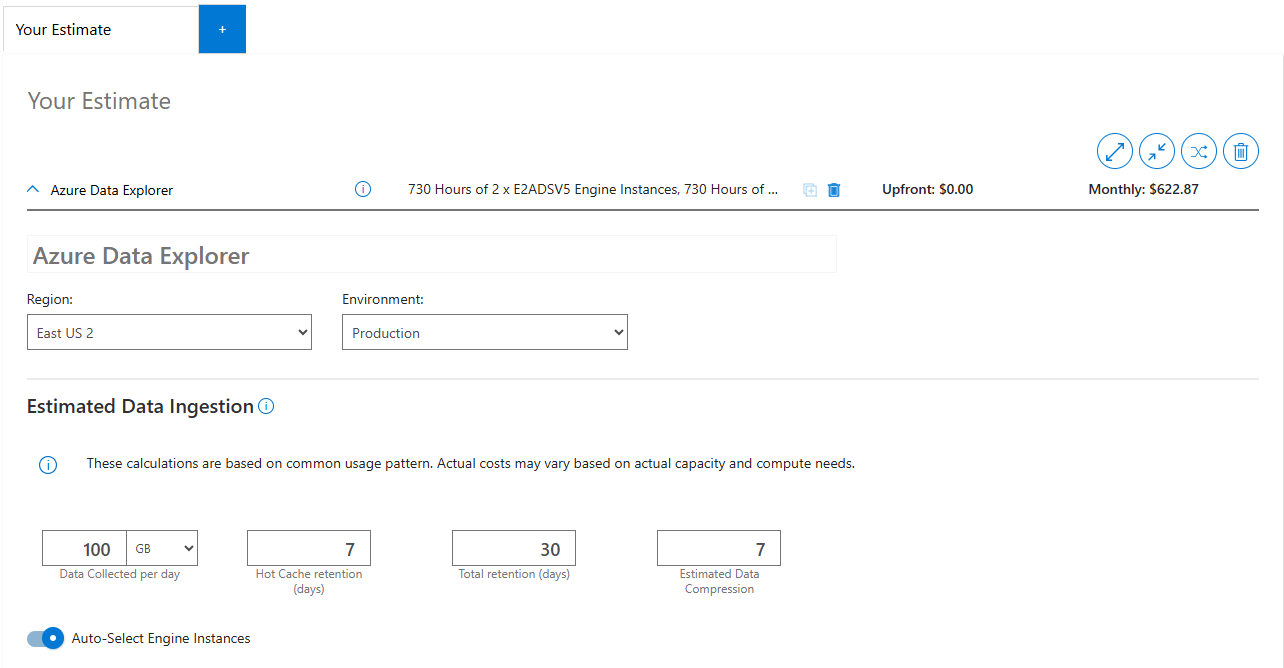 Your Estimate
+
Your Estimate
Azure Data Explorer
730 Hours of 2 x E2ADSV5 Engine Instances, 730 Hours of ...
Upfront: $0.00
Monthly: $622.87
Azure Data Explorer
Region:
Environment:
East US 2
Production
Estimated Data Ingestion
These calculations are based on common usage pattern. Actual costs may vary based on actual capacity and compute needs.
100
GB
7
30
7
Data Collected per day
Hot Cache retention
(days)
Total retention (days)
Estimated Data
Compression
Auto-Select Engine Instances